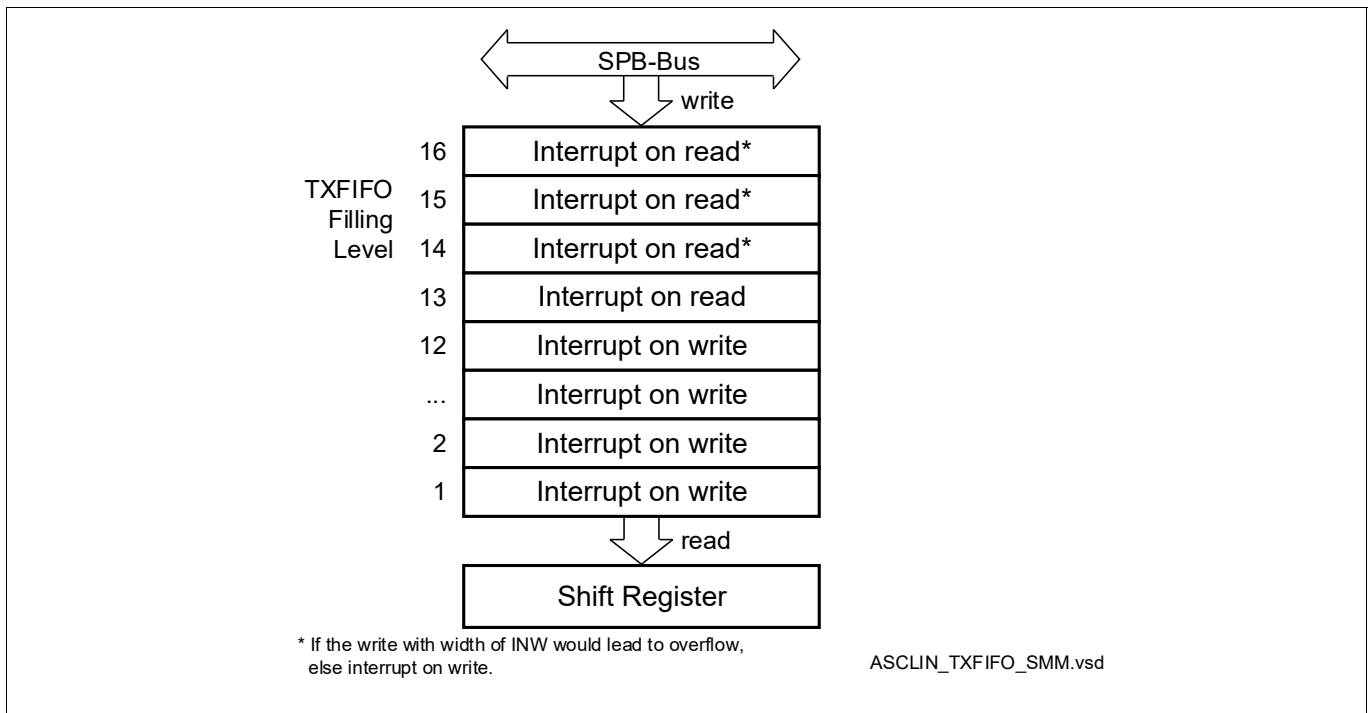 SPB-Bus
write
16 Interrupt on read*
TXFIFO
Filling
Level
15 Interrupt on read*
14 Interrupt on read*
13 Interrupt on read
12 Interrupt on write
... Interrupt on write
2 Interrupt on write
1 Interrupt on write
read
Shift Register
* If the write with width of INW would lead to overflow,
else interrupt on write.
ASCLIN_TXFIFO_SMM.vsd